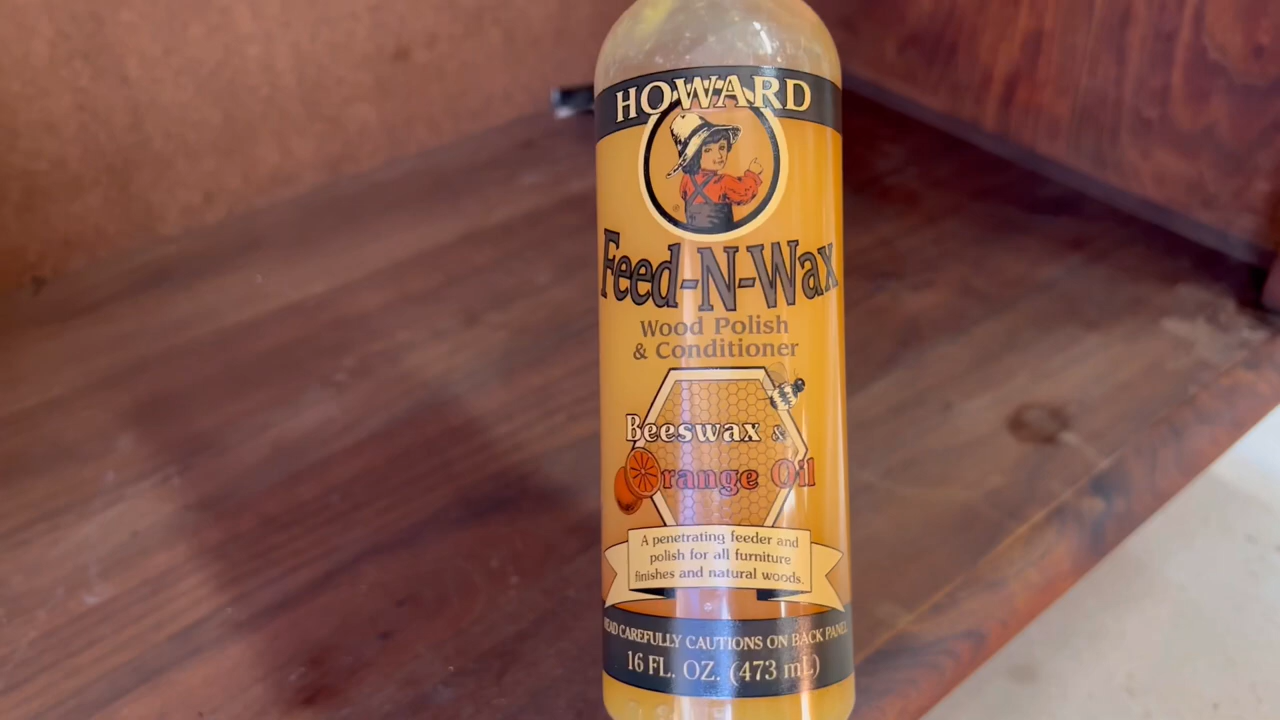 HOWARD
Feed-N-Wax
Wood Polish
& Conditioner
Beeswax &
Orange Oil
A penetrating feeder and
polish for all furniture
finishes and natural woods.
READ CAREFULLY CAUTIONS ON BACK PANEL
16 FL. OZ. (473 mL)